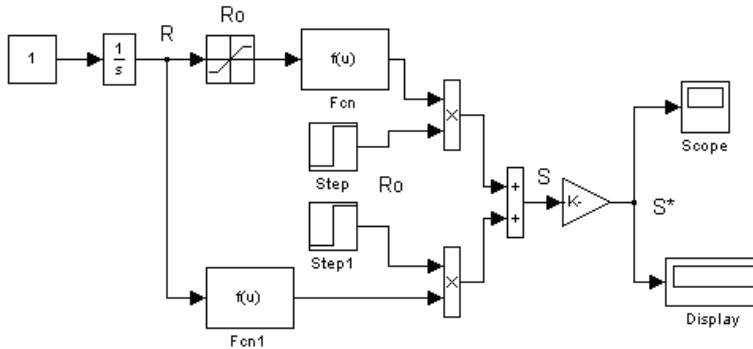 Ro
R
1
1
s
f(u)
Fcn
×
Step
Ro
+
+
S
K-
S*
Scope
Step1
×
f(u)
Fcn1
Display